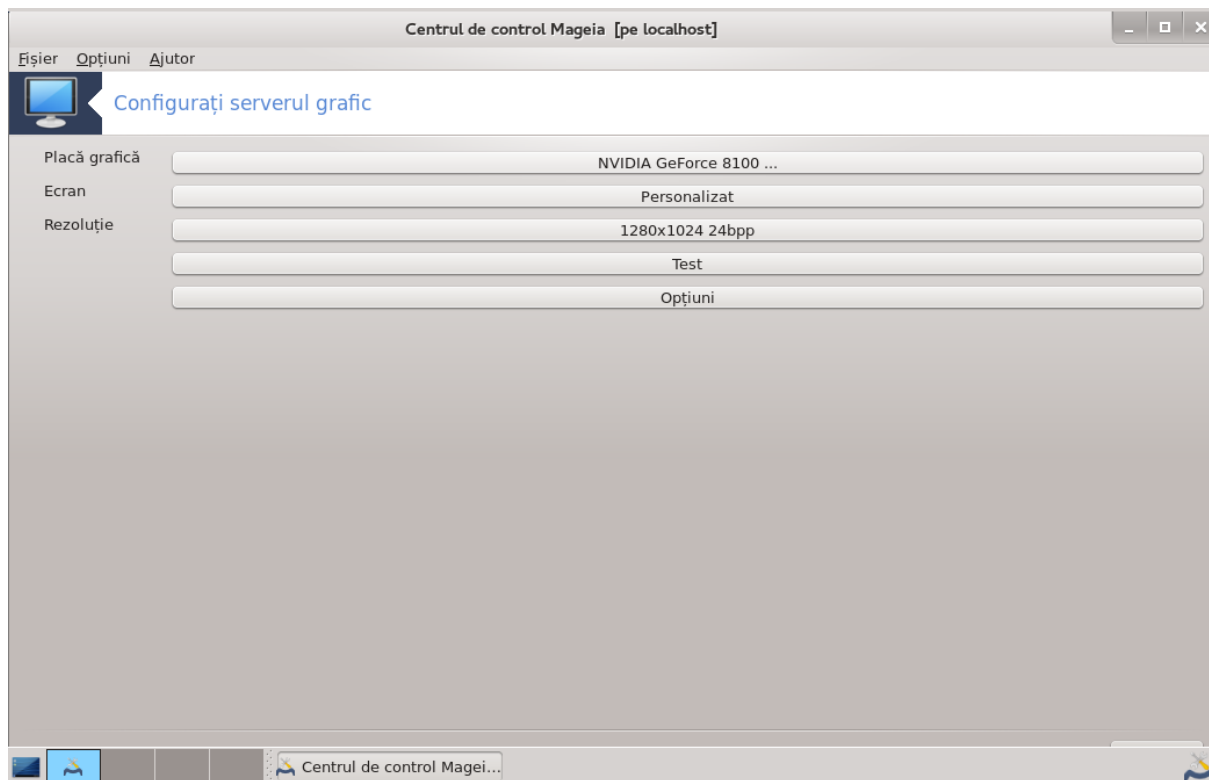 Centrul de control Mageia [pe localhost]
Fișier Opțiuni Ajutor
Configurați serverul grafic
Placă grafică NVIDIA GeForce 8100 ...
Ecran Personalizat
Rezoluție 1280x1024 24bpp
Test
Opțiuni
Centrul de control Magei...